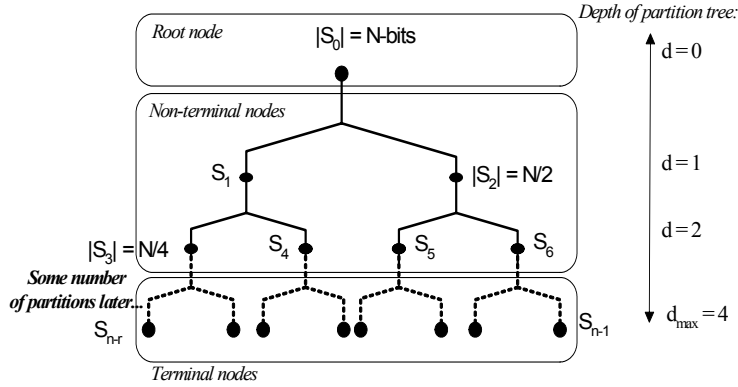 Depth of partition tree:
Root node
|S₀| = N-bits
d = 0
Non-terminal nodes
S₁
|S₂| = N/2
d = 1
|S₃| = N/4
S₄
S₅
S₆
d = 2
Some number
of partitions later...
Sₙ₋ᵣ
Sₙ₋₁
dₘₐₓ = 4
Terminal nodes